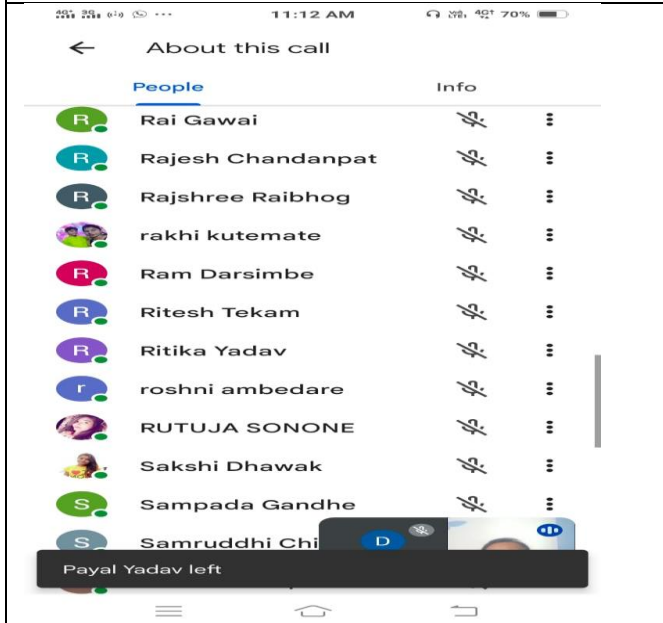 11:12 AM 4G+ 70%
About this call
People Info
R Rai Gawai
R Rajesh Chandanpat
R Rajshree Raibhog
rakhi kutemate
R Ram Darsimbe
R Ritesh Tekam
R Ritika Yadav
r roshni ambedare
RUTUJA SONONE
Sakshi Dhawak
S Sampada Gandhe
S Samruddhi Chi D
Payal Yadav left